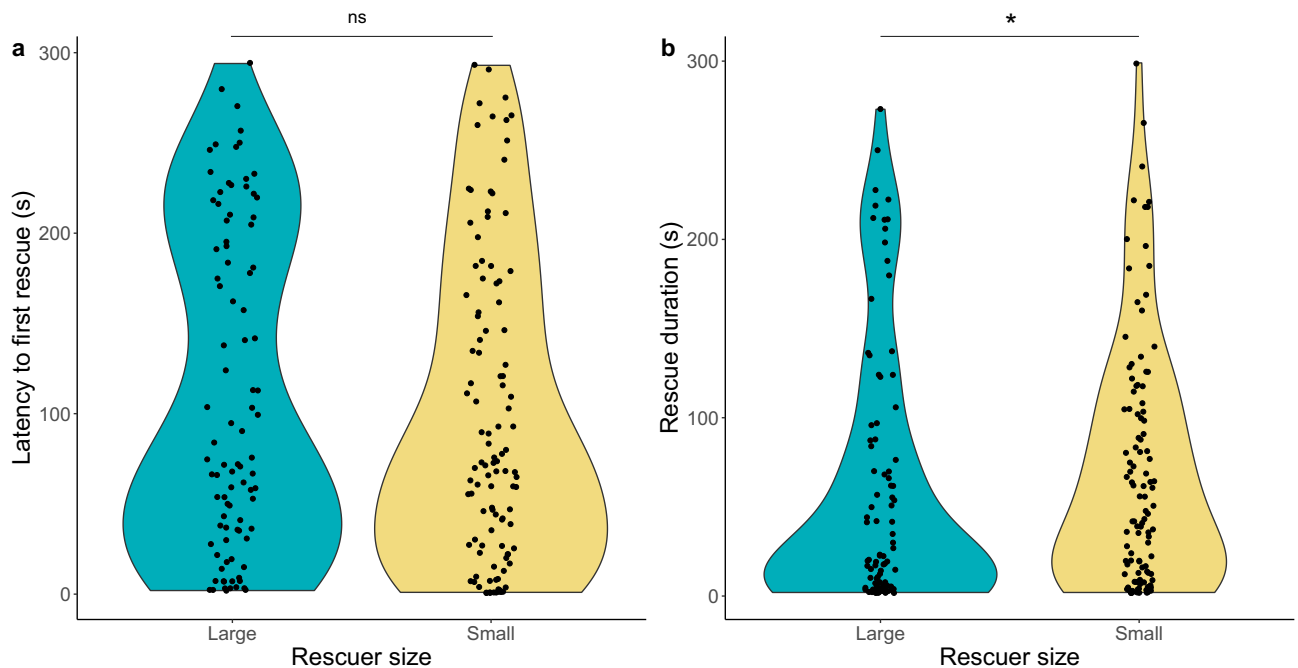 a
ns
Latency to first rescue (s)
300
200
100
0
Large
Small
Rescuer size
b
*
Rescue duration (s)
300
200
100
0
Large
Small
Rescuer size